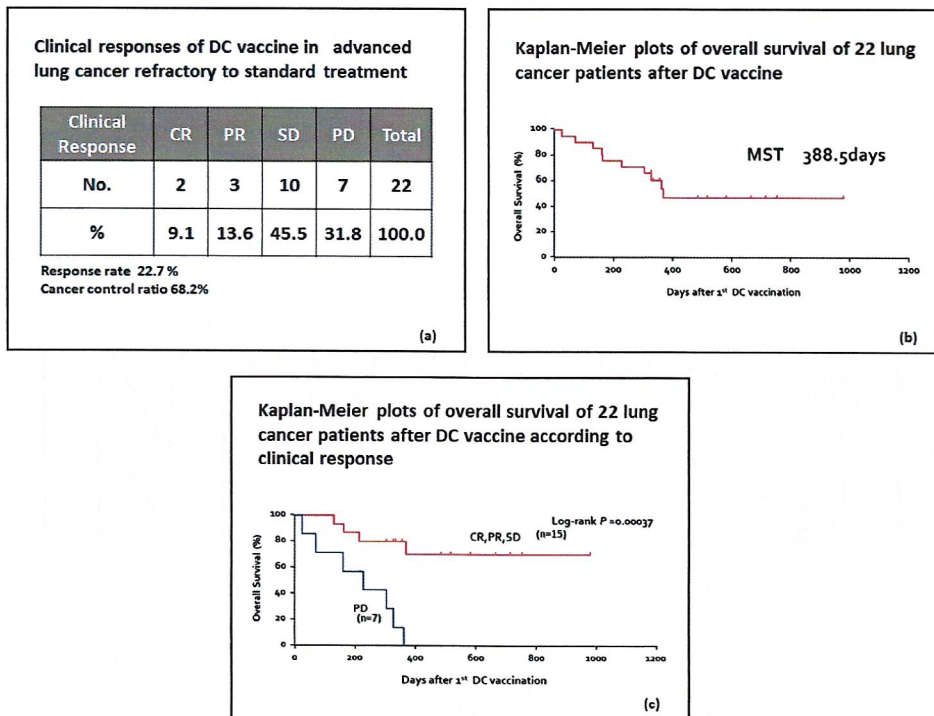 Clinical responses of DC vaccine in advanced
lung cancer refractory to standard treatment
Clinical Response CR PR SD PD Total
No. 2 3 10 7 22
% 9.1 13.6 45.5 31.8 100.0
Response rate 22.7 %
Cancer control ratio 68.2%
(a)
Kaplan-Meier plots of overall survival of 22 lung
cancer patients after DC vaccine
MST 388.5days
Overall Survival (%)
100
80
60
40
20
0
0 200 400 600 800 1000 1200
Days after 1st DC vaccination
(b)
Kaplan-Meier plots of overall survival of 22 lung
cancer patients after DC vaccine according to
clinical response
Log-rank P =0.00037
CR,PR,SD (n=15)
PD
(n=7)
Overall Survival (%)
100
80
60
40
20
0
0 200 400 600 800 1000 1200
Days after 1st DC vaccination
(c)